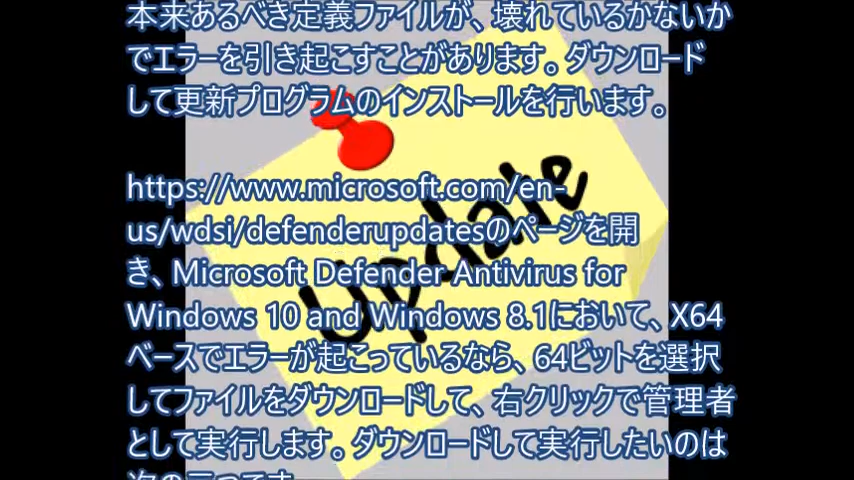 本来あるべき定義ファイルが、壊れているかないか
でエラーを引き起こすことがあります。ダウンロード
して更新プログラムのインストールを行います。
https://www.microsoft.com/en-
us/wdsi/defenderupdatesのページを開
き、Microsoft Defender Antivirus for
Windows 10 and Windows 8.1において、X64
ベースでエラーが起こっているなら、64ビットを選択
してファイルをダウンロードして、右クリックで管理者
として実行します。ダウンロードして実行したいのは
次の二つです
Update